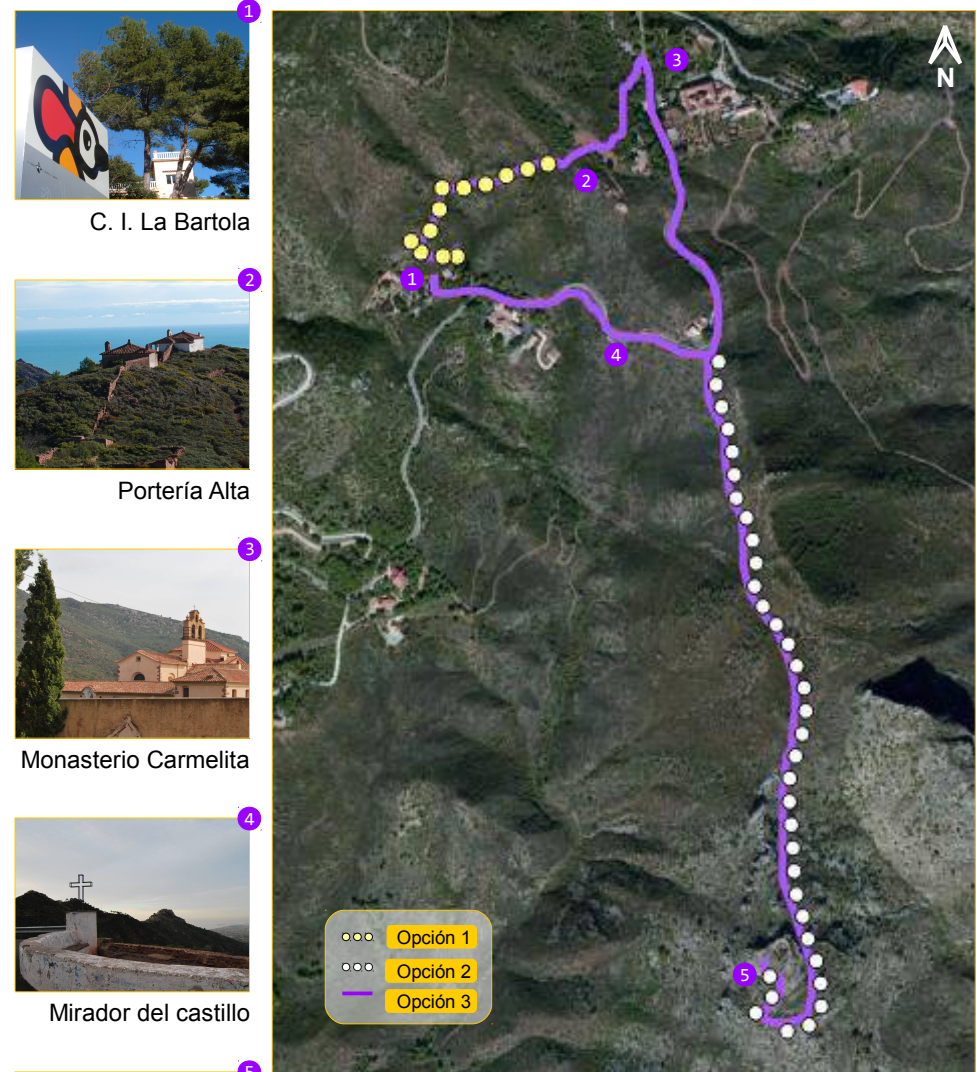 1
C. I. La Bartola
2
Portería Alta
3
Monasterio Carmelita
4
Mirador del castillo
5
N
3
2
1
4
5
Opción 1
Opción 2
Opción 3